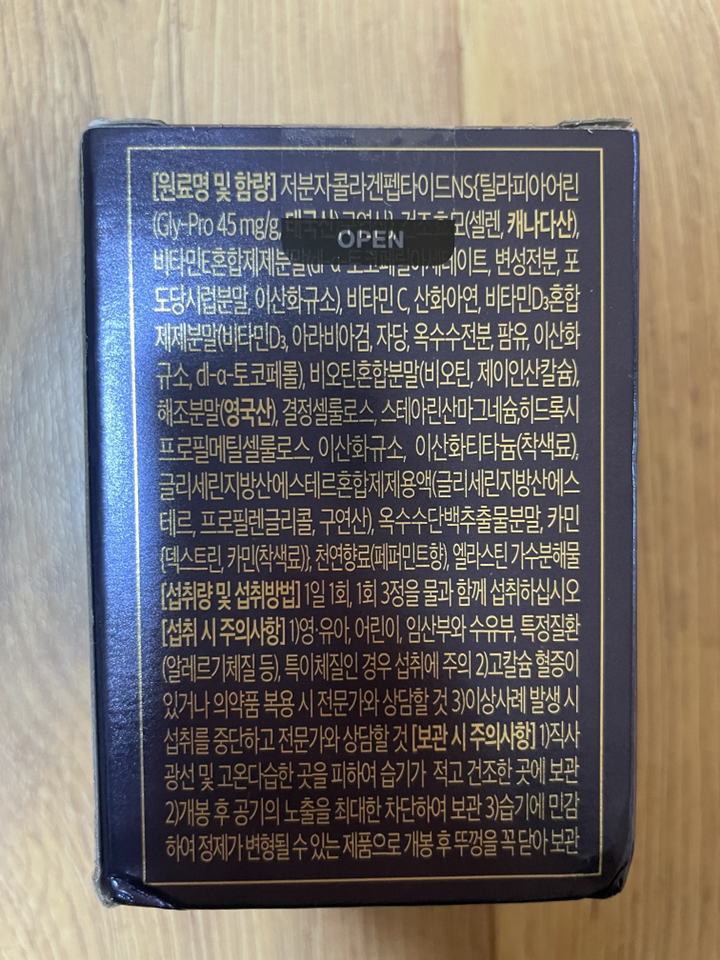 [원료명 및 함량] 저분자콜라겐펩타이드NS{틸라피아어린
(Gly-Pro 45 mg/g, (셀렌, 캐나다산),
OPEN
비타민E혼합제제분말(dl-α-토코페릴아세테이트, 변성전분, 포
도당시럽분말, 이산화규소), 비타민 C, 산화아연, 비타민D₃혼합
제제분말(비타민D₃, 아라비아검, 자당, 옥수수전분, 팜유, 이산화
규소, dl-α-토코페롤), 비오틴혼합분말(비오틴, 제이인산칼슘),
해조분말(영국산), 결정셀룰로스, 스테아린산마그네슘,히드록시
프로필메틸셀룰로스, 이산화규소, 이산화티타늄(착색료),
글리세린지방산에스테르혼합제제용액(글리세린지방산에스
테르, 프로필렌글리콜, 구연산), 옥수수단백추출물분말, 카민
{덱스트린, 카민(착색료)}, 천연향료(페퍼민트향), 엘라스틴 가수분해물
[섭취량 및 섭취방법] 1일 1회, 1회 3정을 물과 함께 섭취하십시오
[섭취 시 주의사항] 1)영·유아, 어린이, 임산부와 수유부, 특정질환
(알레르기체질 등), 특이체질인 경우 섭취에 주의 2)고칼슘 혈증이
있거나 의약품 복용 시 전문가와 상담할 것 3)이상사례 발생 시
섭취를 중단하고 전문가와 상담할 것 [보관 시 주의사항] 1)직사
광선 및 고온다습한 곳을 피하여 습기가 적고 건조한 곳에 보관
2)개봉 후 공기의 노출을 최대한 차단하여 보관 3)습기에 민감
하여 정제가 변형될 수 있는 제품으로 개봉 후 뚜껑을 꼭 닫아 보관